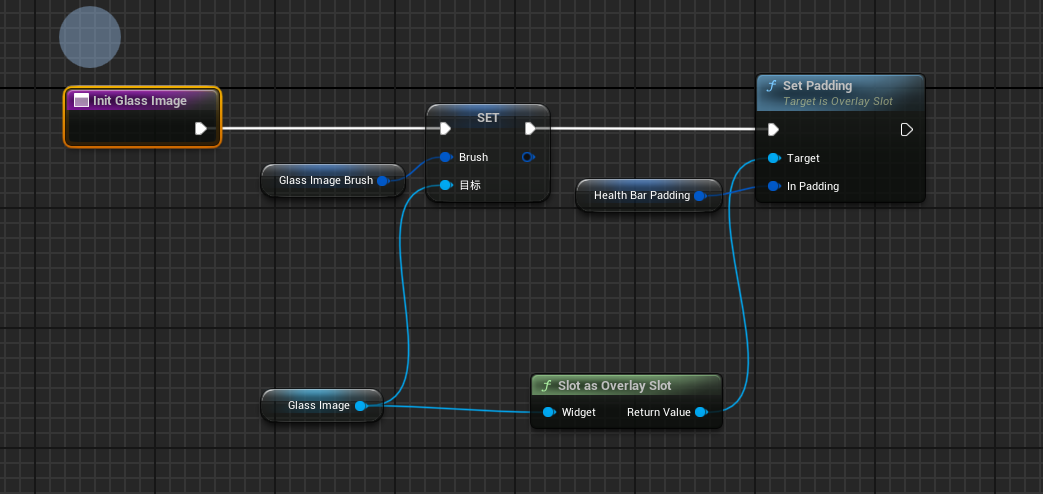 Init Glass Image
SET
Brush
目标
Glass Image Brush
Health Bar Padding
Set Padding
Target is Overlay Slot
Target
In Padding
Glass Image
Slot as Overlay Slot
Widget
Return Value